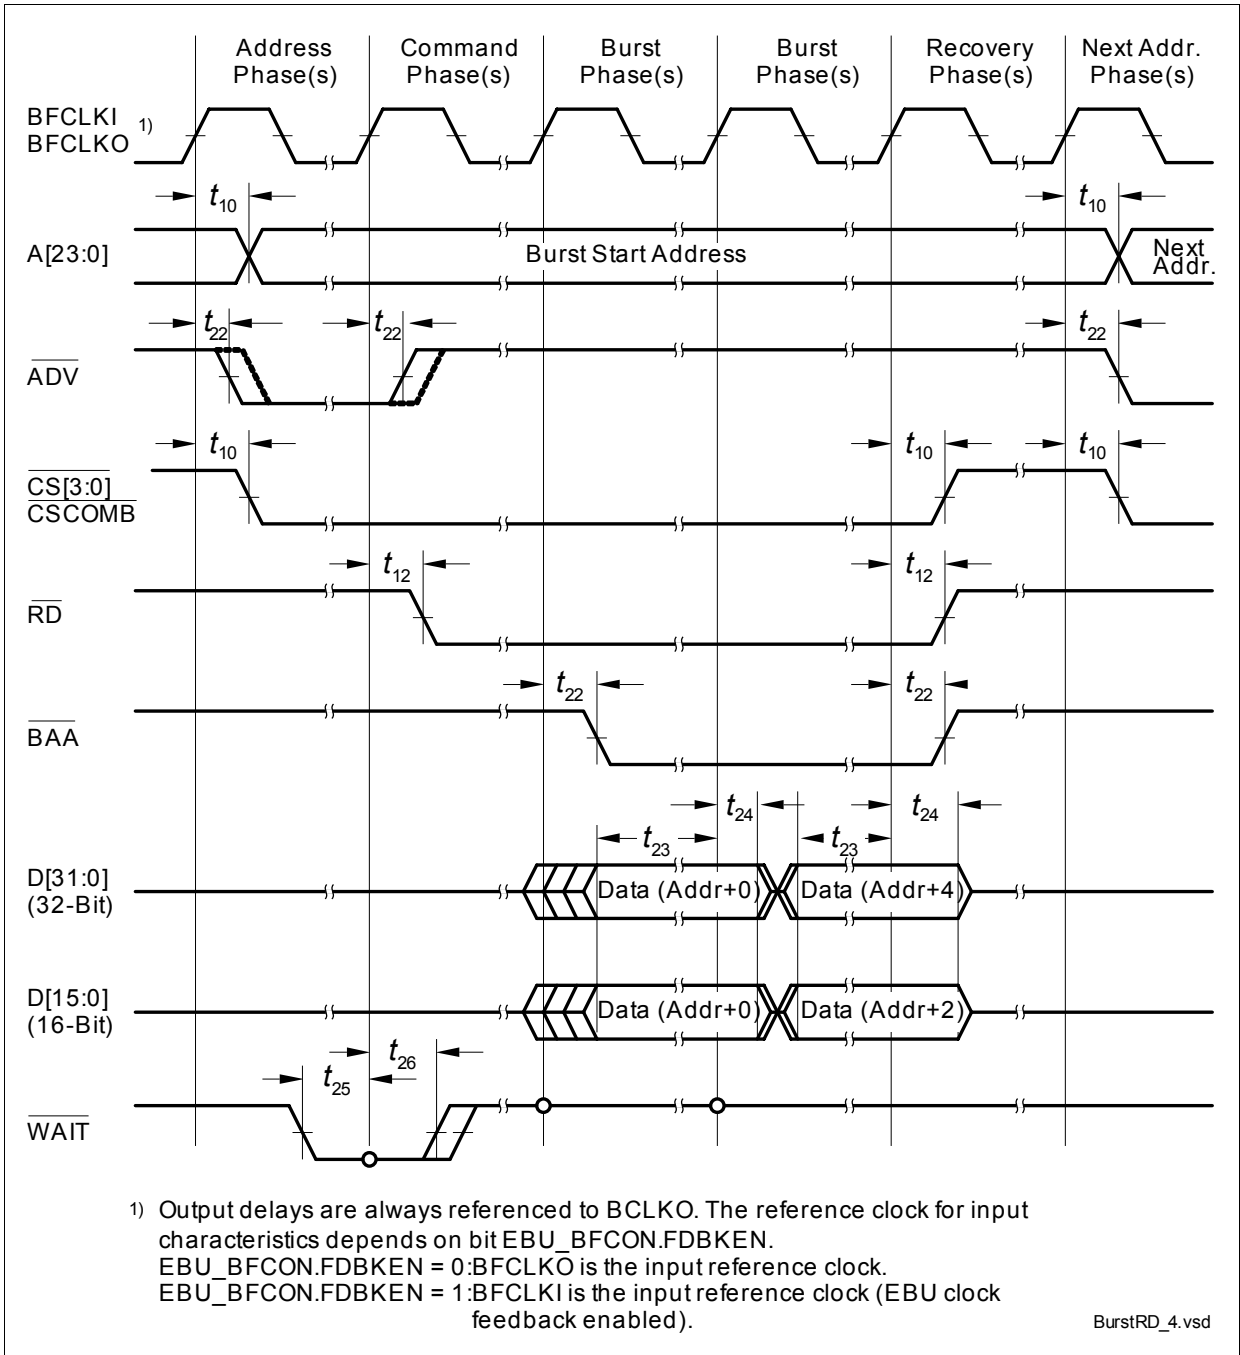 Address Phase(s)
Command Phase(s)
Burst Phase(s)
Burst Phase(s)
Recovery Phase(s)
Next Addr. Phase(s)
BFCLKI
BFCLKO 1)
t10
t10
A[23:0]
Burst Start Address
Next Addr.
t22
t22
t22
ADV
t10
t10
t10
CS[3:0]
CSCOMB
t12
t12
RD
t22
t22
BAA
t24
t24
t23
t23
D[31:0]
(32-Bit)
Data (Addr+0)
Data (Addr+4)
D[15:0]
(16-Bit)
Data (Addr+0)
Data (Addr+2)
t26
t25
WAIT
1) Output delays are always referenced to BCLKO. The reference clock for input
characteristics depends on bit EBU_BFCON.FDBKEN.
EBU_BFCON.FDBKEN = 0:BFCLKO is the input reference clock.
EBU_BFCON.FDBKEN = 1:BFCLKI is the input reference clock (EBU clock
feedback enabled).
BurstRD_4.vsd